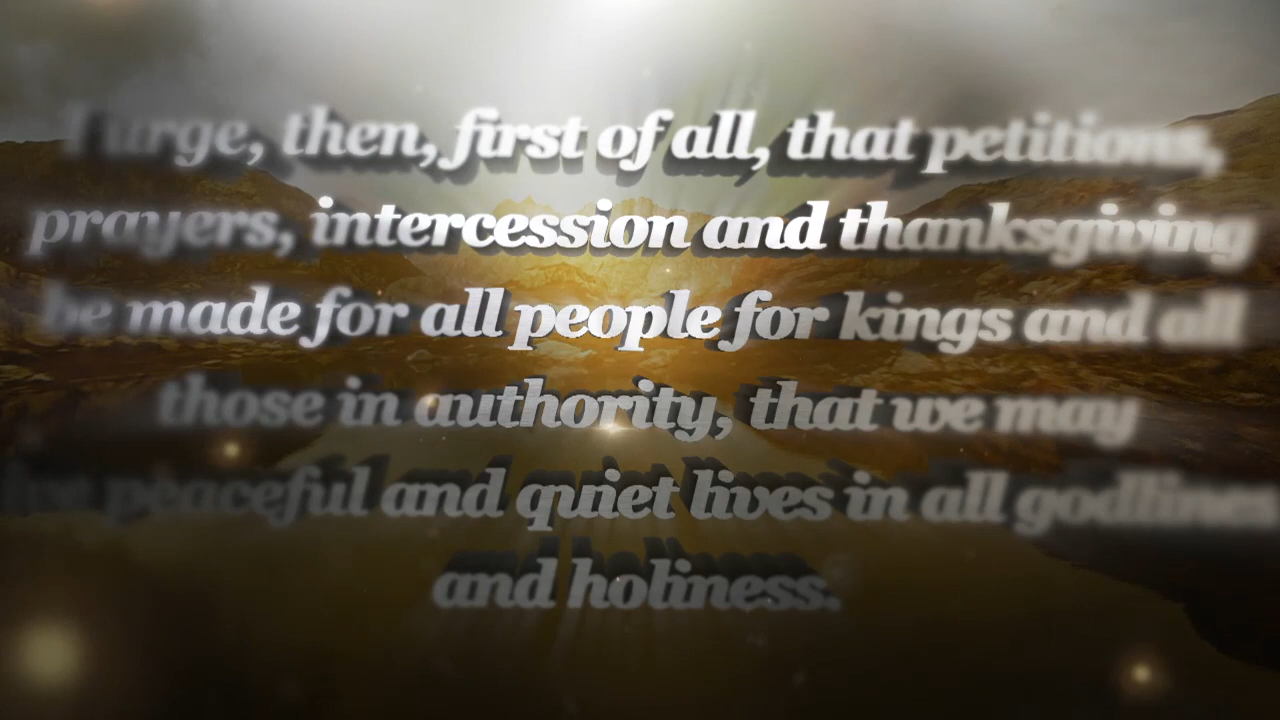 I urge, then, first of all, that petitions,
prayers, intercession and thanksgiving
be made for all people for kings and all
those in authority, that we may
live peaceful and quiet lives in all godliness
and holiness.